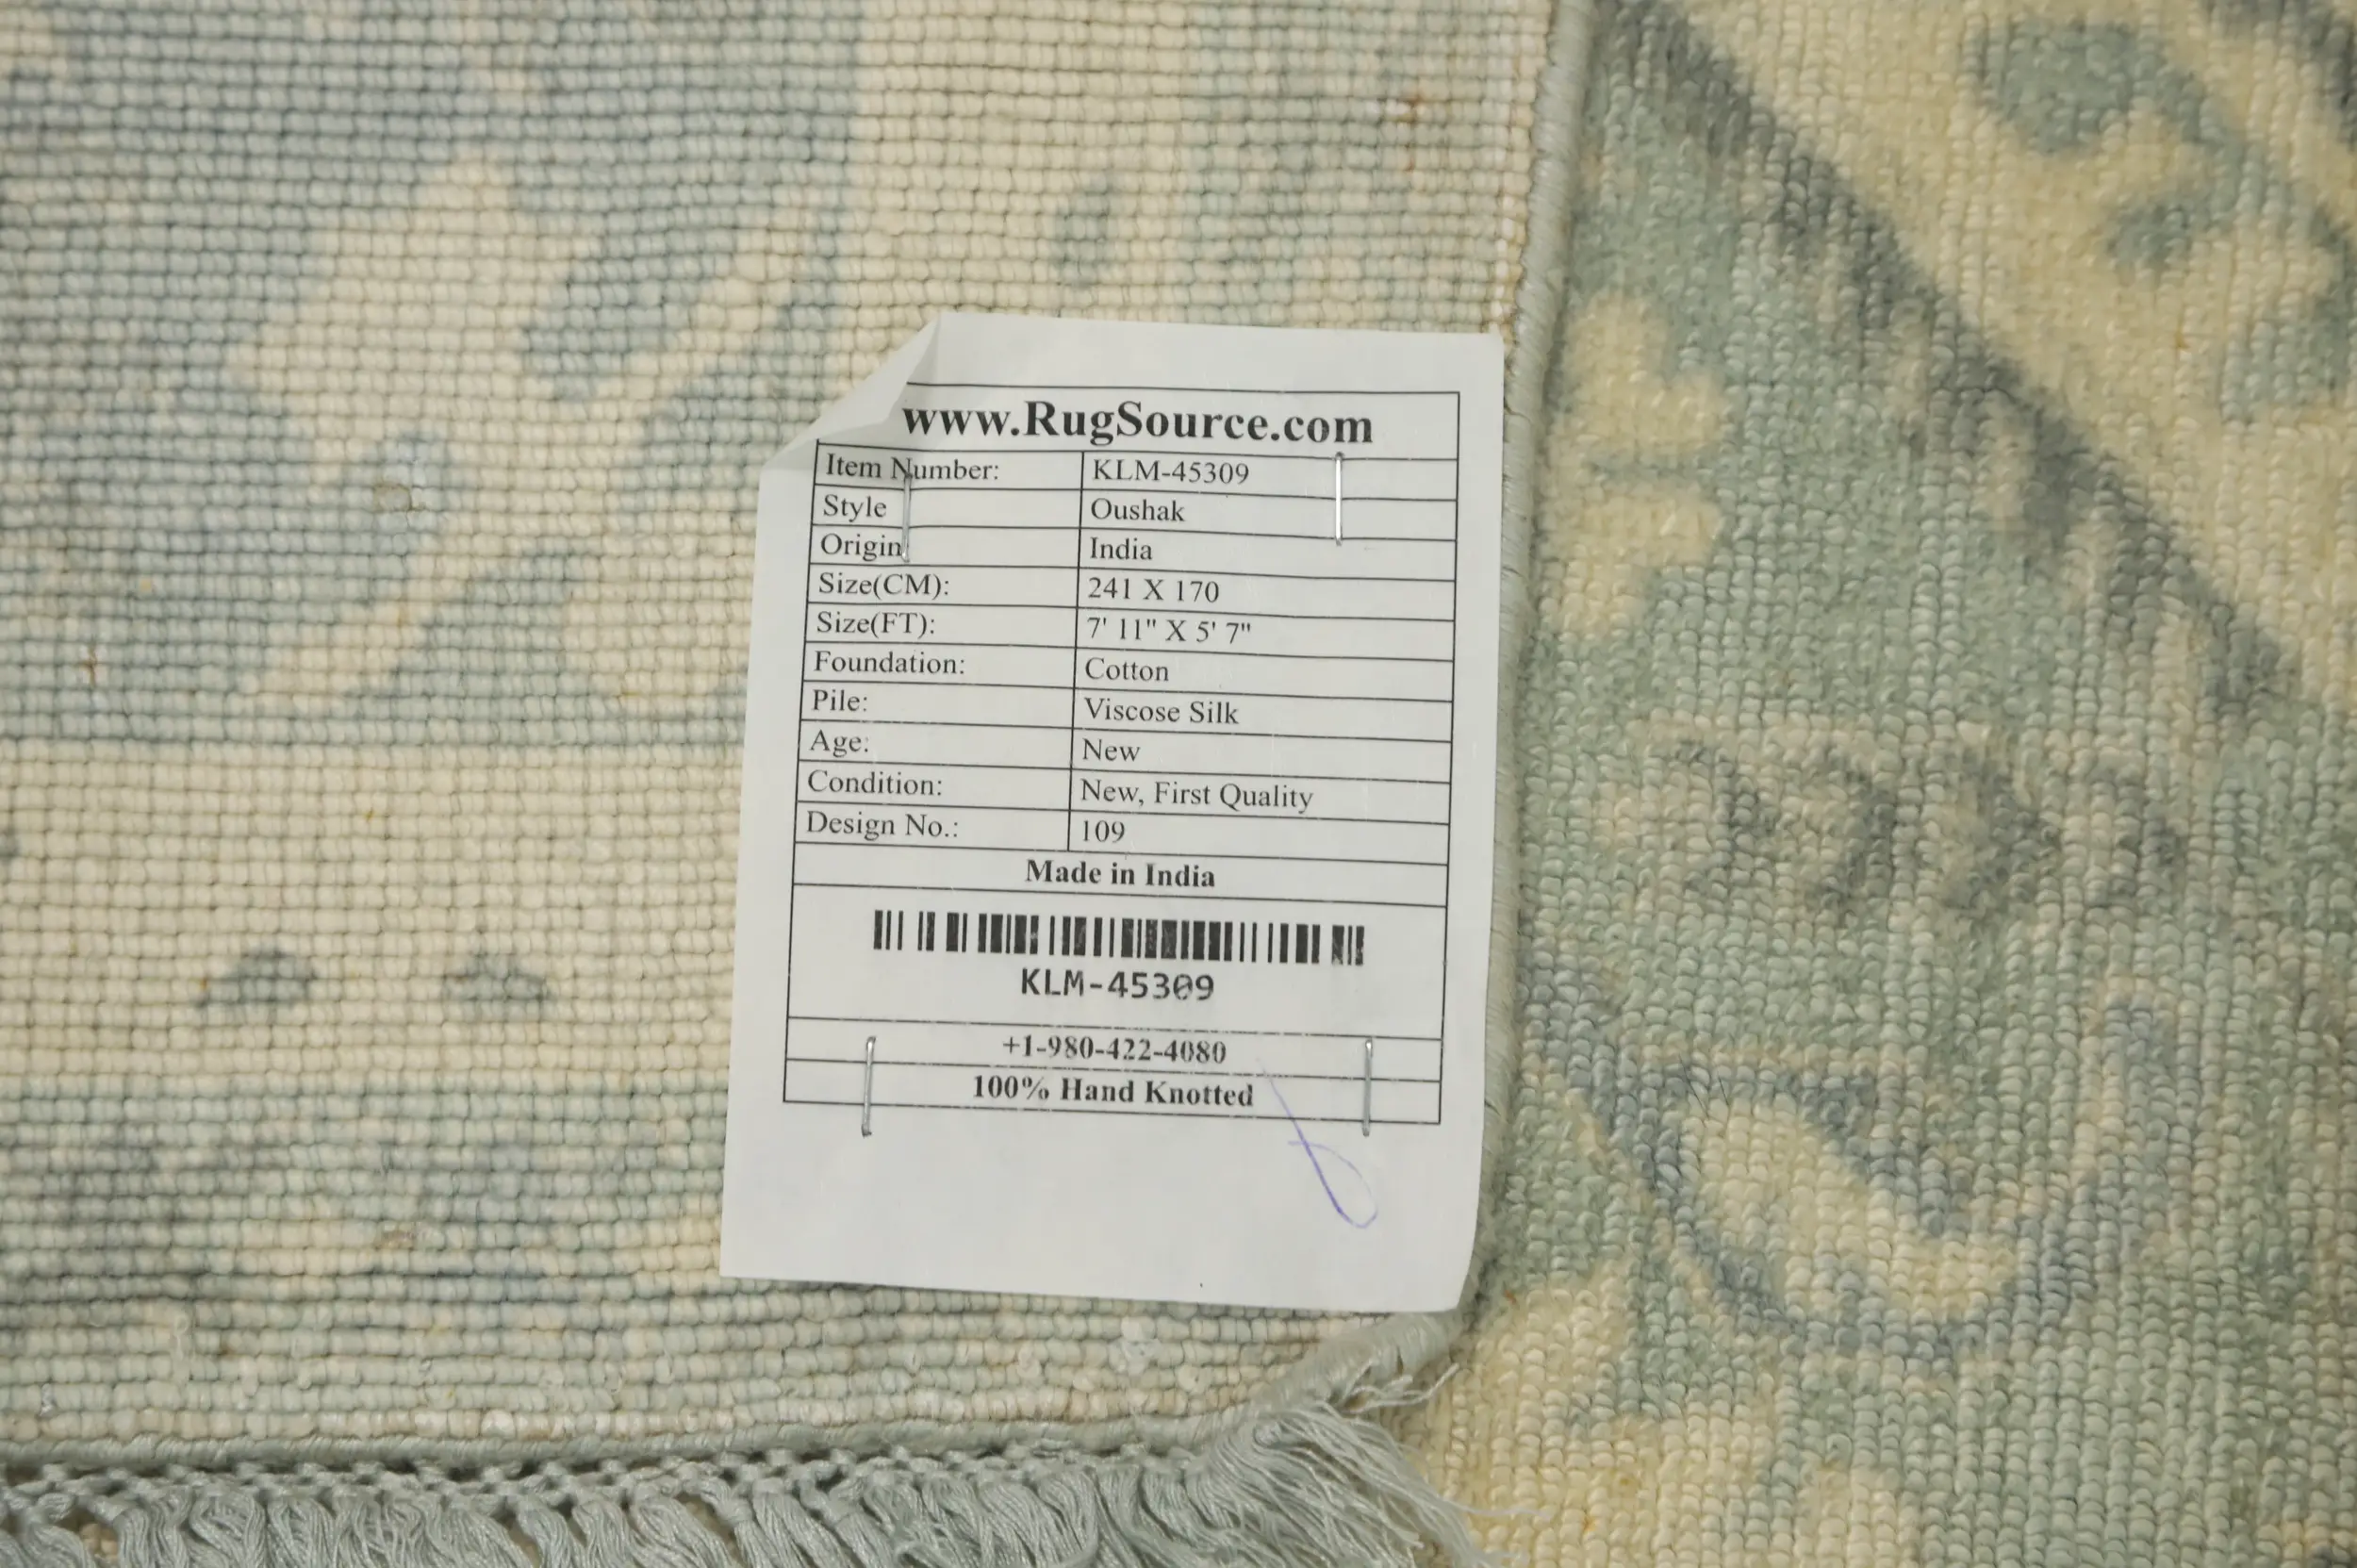 www.RugSource.com
Item Number: KLM-45309
Style Oushak
Origin India
Size(CM): 241 X 170
Size(FT): 7' 11" X 5' 7"
Foundation: Cotton
Pile: Viscose Silk
Age: New
Condition: New, First Quality
Design No.: 109
Made in India
KLM-45309
+1-980-422-4080
100% Hand Knotted